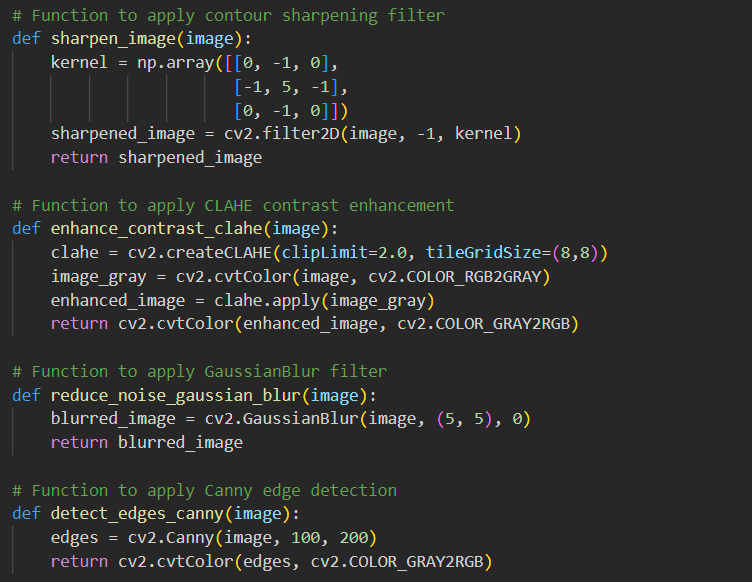 # Function to apply contour sharpening filter
def sharpen_image(image):
    kernel = np.array([[0, -1, 0],
                       [-1, 5, -1],
                       [0, -1, 0]])
    sharpened_image = cv2.filter2D(image, -1, kernel)
    return sharpened_image

# Function to apply CLAHE contrast enhancement
def enhance_contrast_clahe(image):
    clahe = cv2.createCLAHE(clipLimit=2.0, tileGridSize=(8,8))
    image_gray = cv2.cvtColor(image, cv2.COLOR_RGB2GRAY)
    enhanced_image = clahe.apply(image_gray)
    return cv2.cvtColor(enhanced_image, cv2.COLOR_GRAY2RGB)

# Function to apply GaussianBlur filter
def reduce_noise_gaussian_blur(image):
    blurred_image = cv2.GaussianBlur(image, (5, 5), 0)
    return blurred_image

# Function to apply Canny edge detection
def detect_edges_canny(image):
    edges = cv2.Canny(image, 100, 200)
    return cv2.cvtColor(edges, cv2.COLOR_GRAY2RGB)